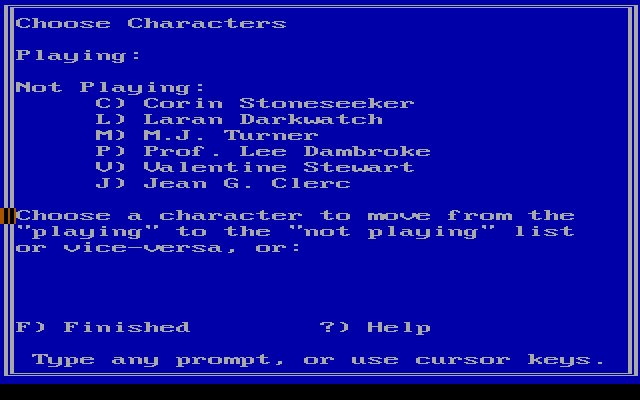 Choose Characters
Playing:
Not Playing:
C) Corin Stoneseeker
L) Laran Darkwatch
M) M.J. Turner
P) Prof. Lee Dambroke
V) Valentine Stewart
J) Jean G. Clerc
Choose a character to move from the
"playing" to the "not playing" list
or vice-versa, or:
F) Finished ?) Help
Type any prompt, or use cursor keys.